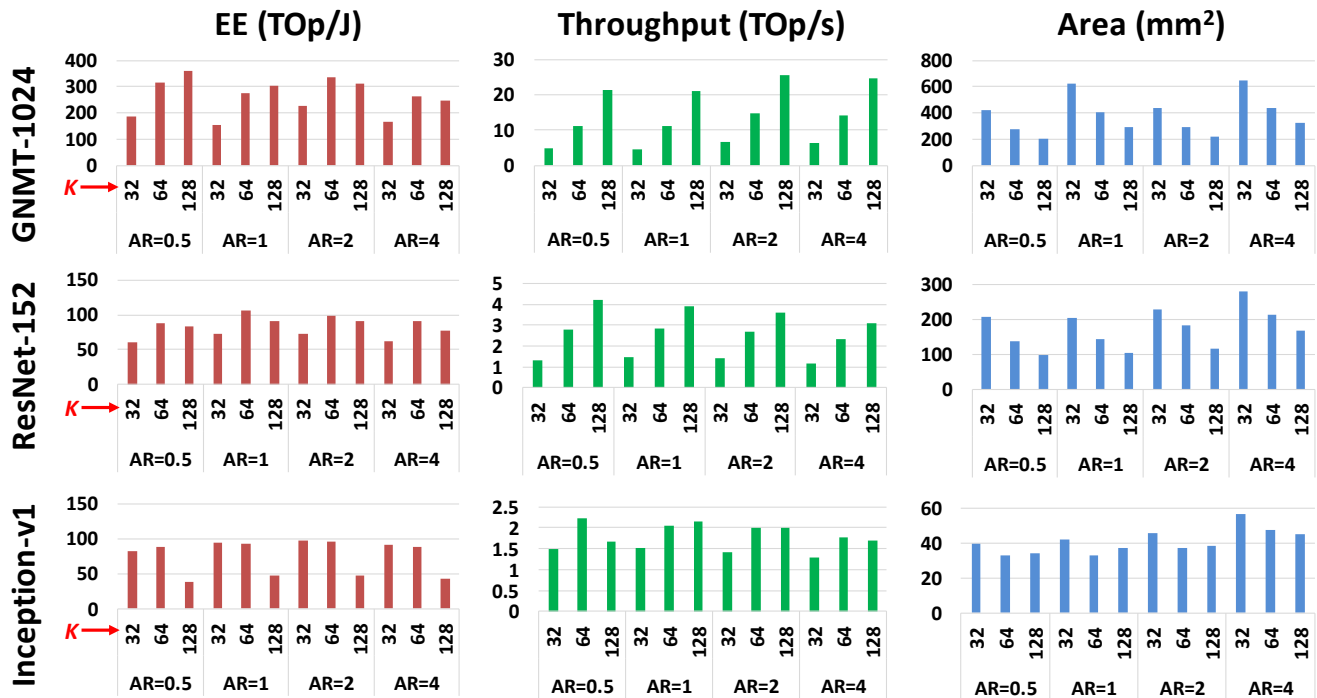 EE (TOp/J) Throughput (TOp/s) Area (mm²)
GNMT-1024
400 300 200 100 0
30 20 10 0
800 600 400 200 0
K
32 64 128 32 64 128 32 64 128 32 64 128
AR=0.5 AR=1 AR=2 AR=4
32 64 128 32 64 128 32 64 128 32 64 128
AR=0.5 AR=1 AR=2 AR=4
32 64 128 32 64 128 32 64 128 32 64 128
AR=0.5 AR=1 AR=2 AR=4
ResNet-152
150 100 50 0
5 4 3 2 1 0
300 200 100 0
K
32 64 128 32 64 128 32 64 128 32 64 128
AR=0.5 AR=1 AR=2 AR=4
32 64 128 32 64 128 32 64 128 32 64 128
AR=0.5 AR=1 AR=2 AR=4
32 64 128 32 64 128 32 64 128 32 64 128
AR=0.5 AR=1 AR=2 AR=4
Inception-v1
150 100 50 0
2.5 2 1.5 1 0.5 0
60 40 20 0
K
32 64 128 32 64 128 32 64 128 32 64 128
AR=0.5 AR=1 AR=2 AR=4
32 64 128 32 64 128 32 64 128 32 64 128
AR=0.5 AR=1 AR=2 AR=4
32 64 128 32 64 128 32 64 128 32 64 128
AR=0.5 AR=1 AR=2 AR=4